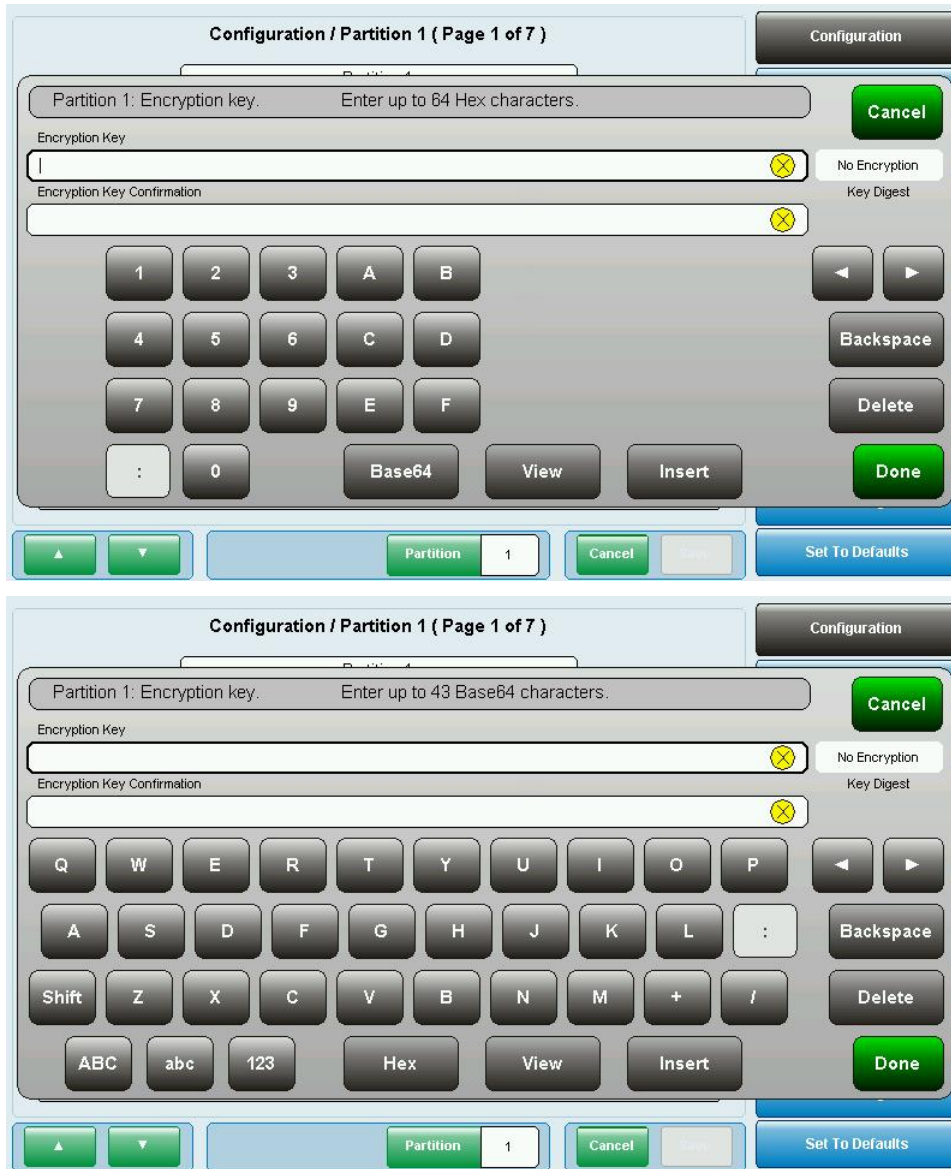 Configuration / Partition 1 ( Page 1 of 7 )
Configuration
Partition 1: Encryption key. Enter up to 64 Hex characters.
Cancel
Encryption Key
No Encryption
Encryption Key Confirmation
Key Digest
1 2 3 A B
4 5 6 C D
Backspace
7 8 9 E F
Delete
: 0 Base64 View Insert
Done
Partition 1
Cancel
Set To Defaults
Configuration / Partition 1 ( Page 1 of 7 )
Configuration
Partition 1: Encryption key. Enter up to 43 Base64 characters.
Cancel
Encryption Key
No Encryption
Encryption Key Confirmation
Key Digest
Q W E R T Y U I O P
A S D F G H J K L :
Backspace
Shift Z X C V B N M + /
Delete
ABC abc 123 Hex View Insert
Done
Partition 1
Cancel
Set To Defaults